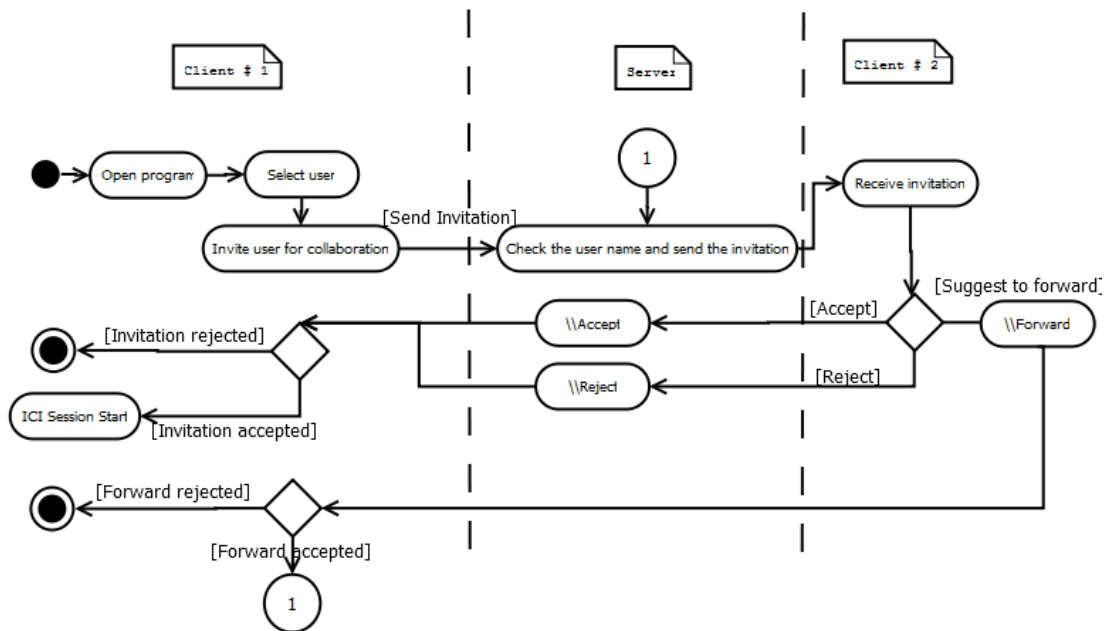 Client # 1
Server
Client # 2
1
Open program
Select user
Receive invitation
[Send Invitation]
Invite user for collaboration
Check the user name and send the invitation
[Suggest to forward]
[Accept]
\\Accept
\\Forward
[Invitation rejected]
[Reject]
\\Reject
ICI Session Start
[Invitation accepted]
[Forward rejected]
[Forward accepted]
1